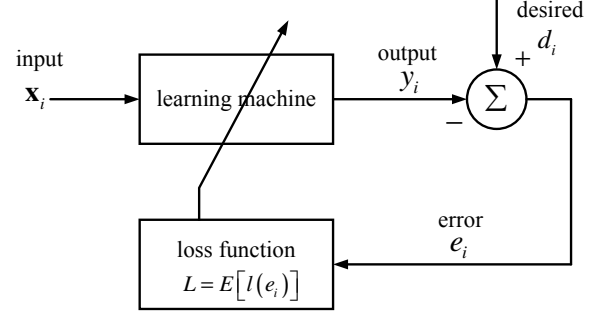 desired
+
d_i
input
output
x_i
learning machine
y_i
Σ
−
error
loss function
e_i
L = E[l(e_i)]